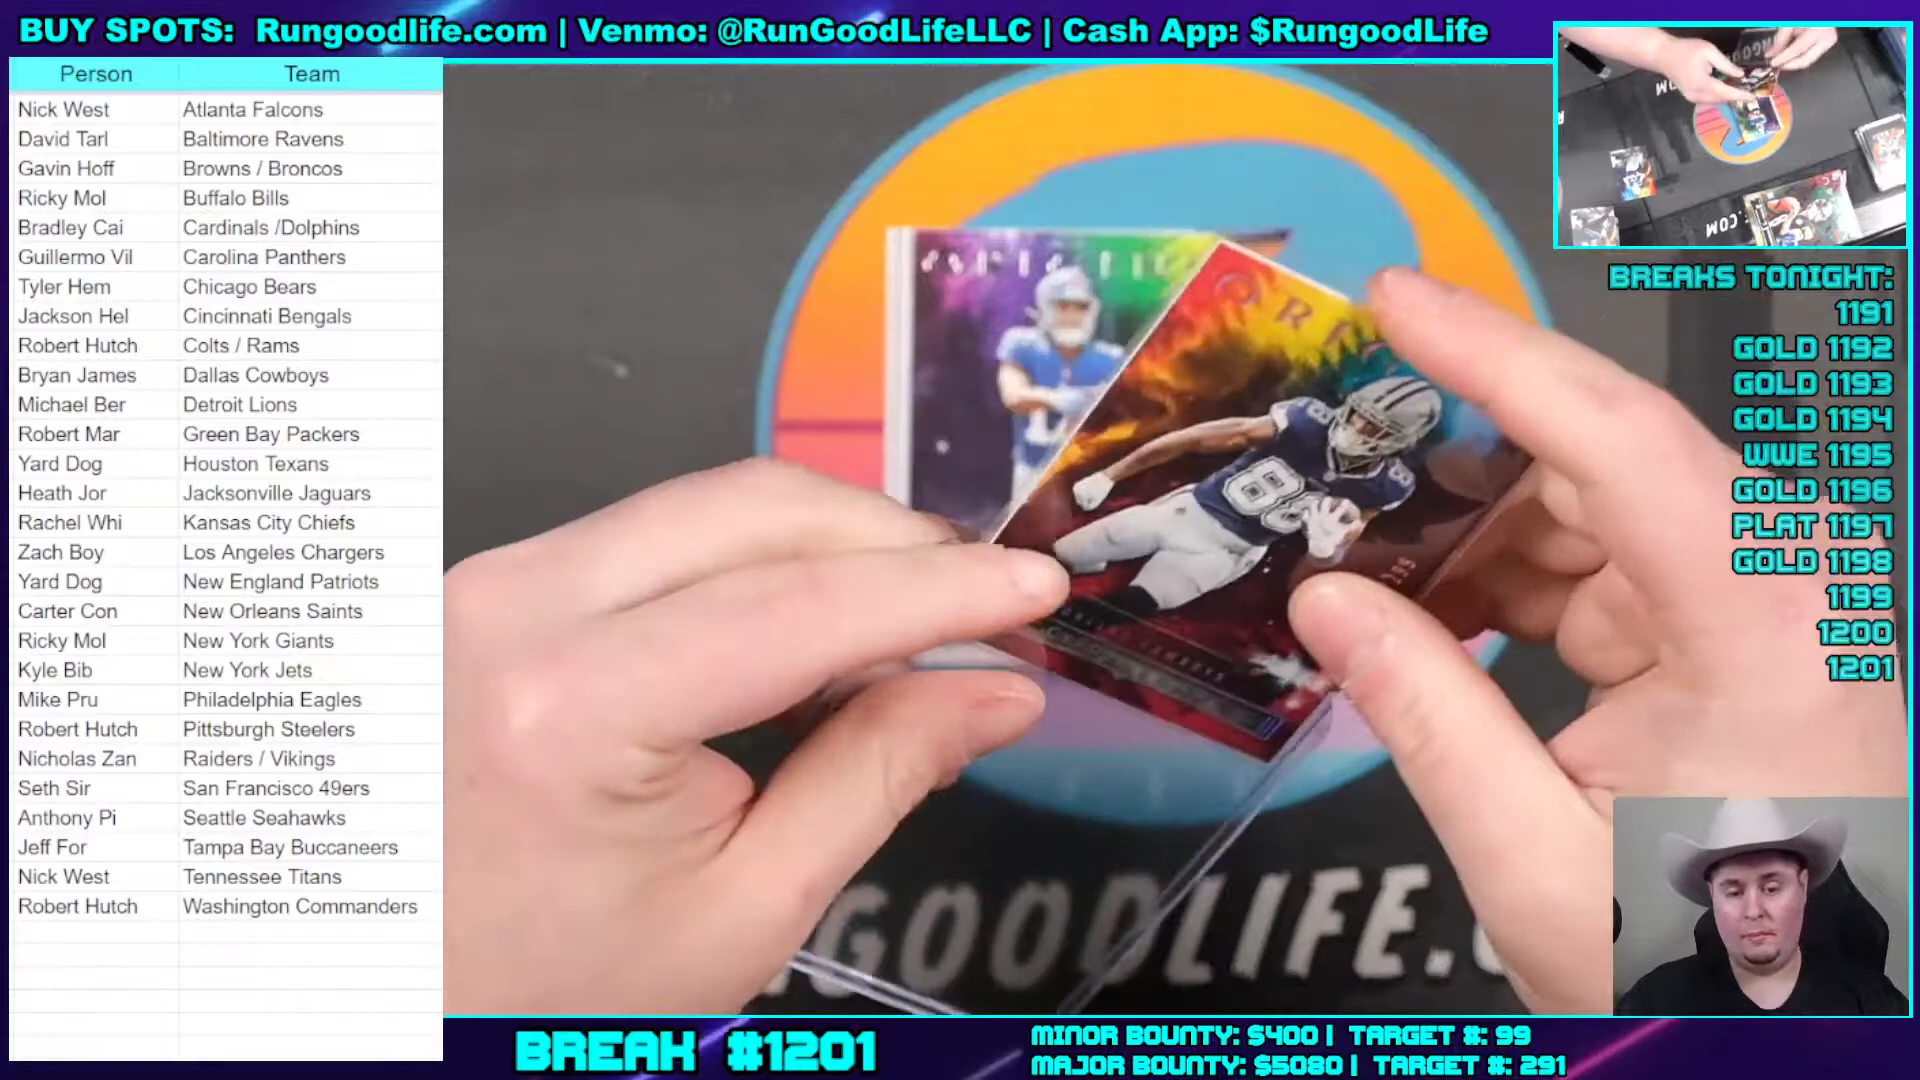 BUY SPOTS: Rungoodlife.com | Venmo: @RunGoodLifeLLC | Cash App: $RungoodLife
Person Team
Nick West Atlanta Falcons
David Tarl Baltimore Ravens
Gavin Hoff Browns / Broncos
Ricky Mol Buffalo Bills
Bradley Cai Cardinals /Dolphins
Guillermo Vil Carolina Panthers
Tyler Hem Chicago Bears
Jackson Hel Cincinnati Bengals
Robert Hutch Colts / Rams
Bryan James Dallas Cowboys
Michael Ber Detroit Lions
Robert Mar Green Bay Packers
Yard Dog Houston Texans
Heath Jor Jacksonville Jaguars
Rachel Whi Kansas City Chiefs
Zach Boy Los Angeles Chargers
Yard Dog New England Patriots
Carter Con New Orleans Saints
Ricky Mol New York Giants
Kyle Bib New York Jets
Mike Pru Philadelphia Eagles
Robert Hutch Pittsburgh Steelers
Nicholas Zan Raiders / Vikings
Seth Sir San Francisco 49ers
Anthony Pi Seattle Seahawks
Jeff For Tampa Bay Buccaneers
Nick West Tennessee Titans
Robert Hutch Washington Commanders
88
GOODLIFE.
BREAKS TONIGHT:
1191
GOLD 1192
GOLD 1193
GOLD 1194
WWE 1195
GOLD 1196
PLAT 1197
GOLD 1198
1199
1200
1201
BREAK #1201
MINOR BOUNTY: $400 | TARGET #: 99
MAJOR BOUNTY: $5080 | TARGET #: 291